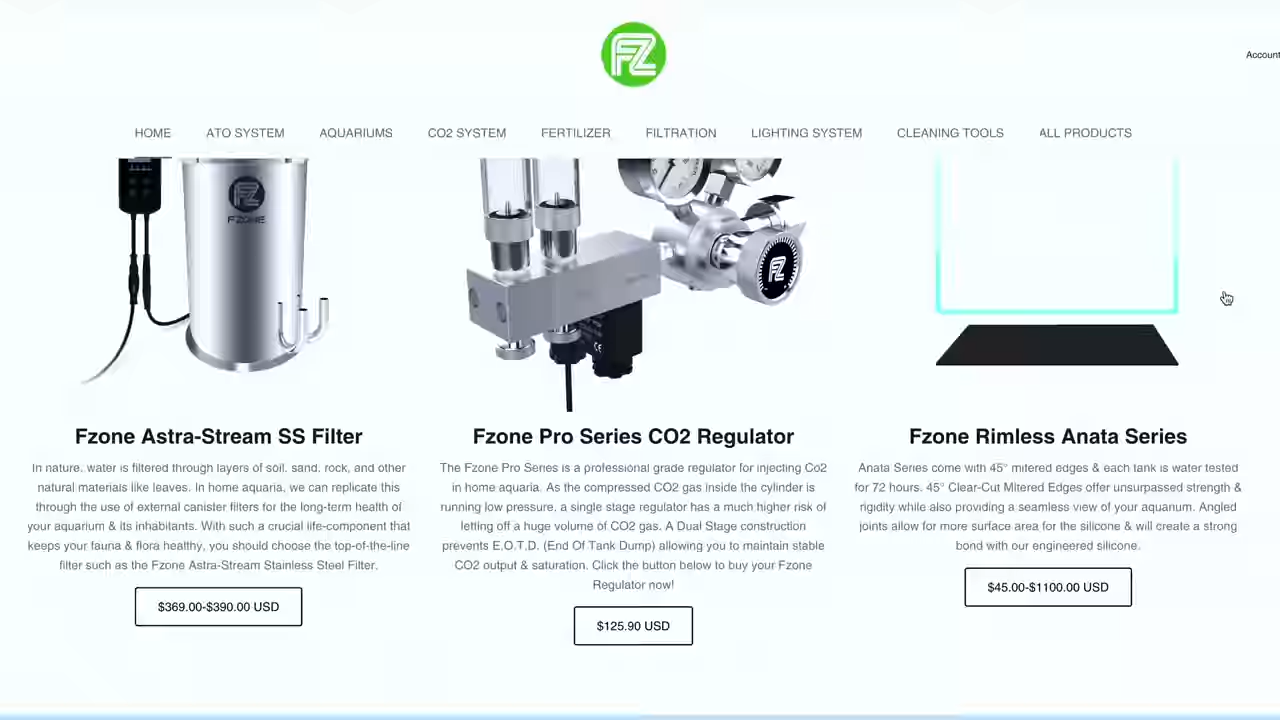 FZ
Account
HOME ATO SYSTEM AQUARIUMS CO2 SYSTEM FERTILIZER FILTRATION LIGHTING SYSTEM CLEANING TOOLS ALL PRODUCTS
FZ
FZONE
FZ
CE
Fzone Astra-Stream SS Filter
In nature, water is filtered through layers of soil, sand, rock, and other
natural materials like leaves. In home aquaria, we can replicate this
through the use of external canister filters for the long-term health of
your aquarium & its inhabitants. With such a crucial life-component that
keeps your fauna & flora healthy, you should choose the top-of-the-line
filter such as the Fzone Astra-Stream Stainless Steel Filter.
$369.00-$390.00 USD
Fzone Pro Series CO2 Regulator
The Fzone Pro Series is a professional grade regulator for injecting Co2
in home aquaria. As the compressed CO2 gas inside the cylinder is
running low pressure, a single stage regulator has a much higher risk of
letting off a huge volume of CO2 gas. A Dual Stage construction
prevents E.O.T.D. (End Of Tank Dump) allowing you to maintain stable
CO2 output & saturation. Click the button below to buy your Fzone
Regulator now!
$125.90 USD
Fzone Rimless Anata Series
Anata Series come with 45° mitered edges & each tank is water tested
for 72 hours. 45° Clear-Cut Mitered Edges offer unsurpassed strength &
rigidity while also providing a seamless view of your aquarium. Angled
joints allow for more surface area for the silicone & will create a strong
bond with our engineered silicone.
$45.00-$1100.00 USD